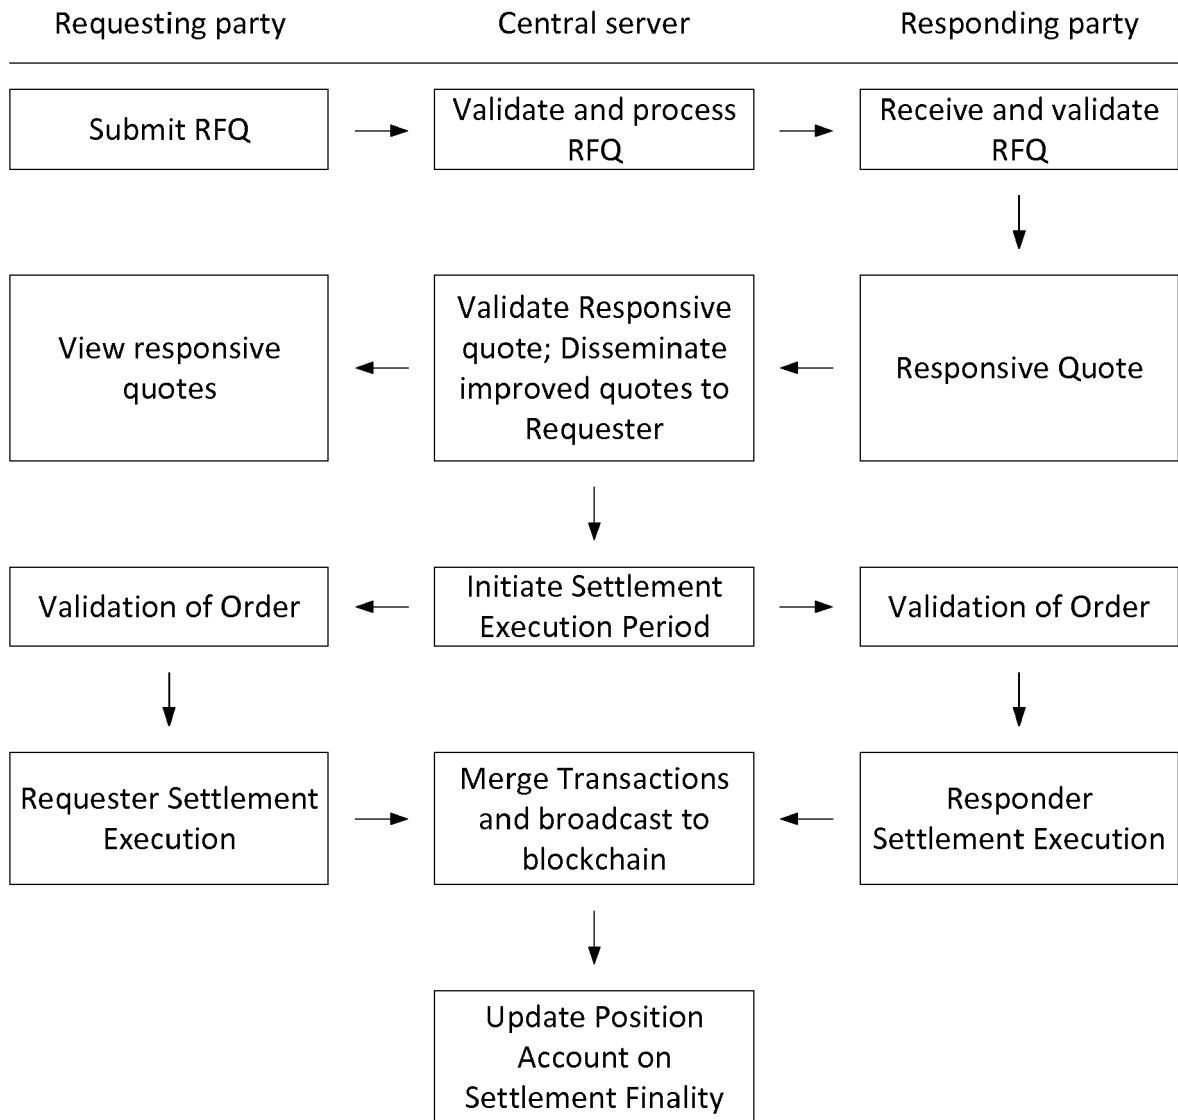 Requesting party
Central server
Responding party
Submit RFQ
Validate and process
RFQ
Receive and validate
RFQ
View responsive
quotes
Validate Responsive
quote; Disseminate
improved quotes to
Requester
Responsive Quote
Validation of Order
Initiate Settlement
Execution Period
Validation of Order
Requester Settlement
Execution
Merge Transactions
and broadcast to
blockchain
Responder
Settlement Execution
Update Position
Account on
Settlement Finality